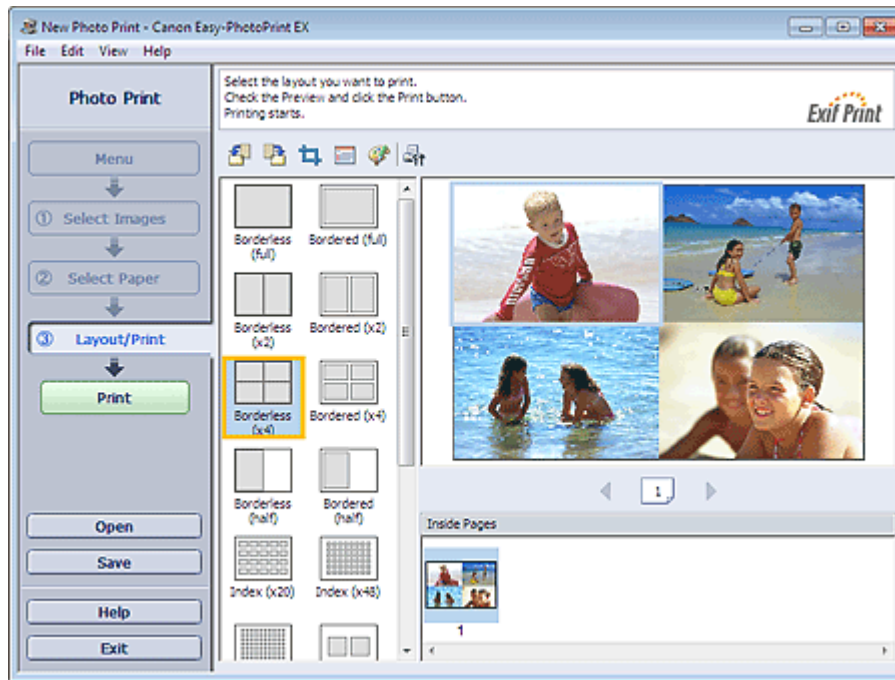 New Photo Print - Canon Easy-PhotoPrint EX
File Edit View Help
Photo Print
Select the layout you want to print.
Check the Preview and click the Print button.
Printing starts.
Exif Print
Menu
① Select Images
② Select Paper
③ Layout/Print
Print
Open
Save
Help
Exit
Borderless
(full)
Bordered (full)
Borderless
(x2)
Bordered (x2)
Borderless
(x4)
Bordered (x4)
Borderless
(half)
Bordered
(half)
Index (x20)
Index (x48)
1
Inside Pages
1